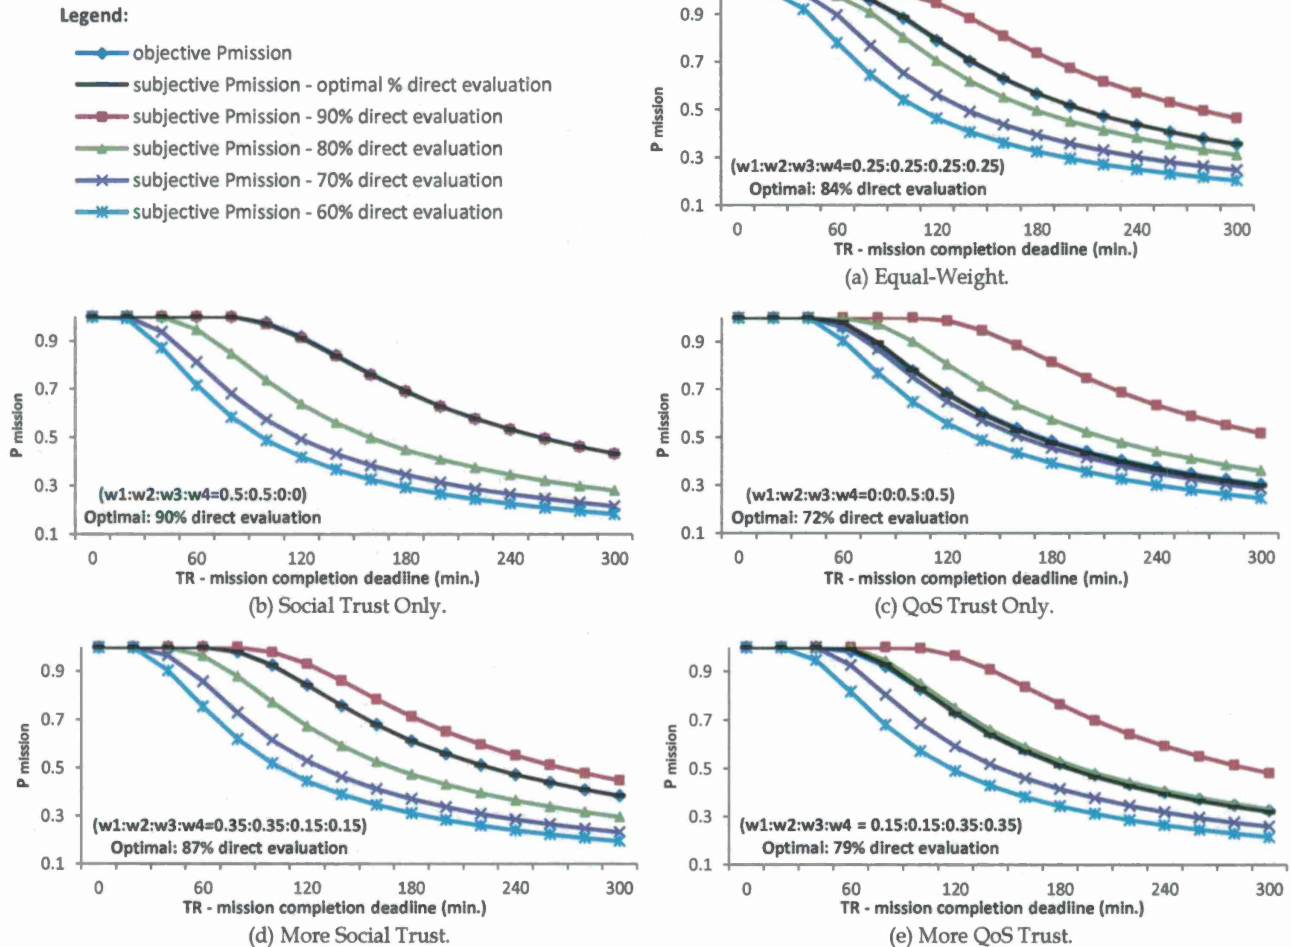 Legend:
objective Pmission
subjective Pmission - optimal % direct evaluation
subjective Pmission - 90% direct evaluation
subjective Pmission - 80% direct evaluation
subjective Pmission - 70% direct evaluation
subjective Pmission - 60% direct evaluation
0.9
0.7
0.5
0.3
0.1
P mission
(w1:w2:w3:w4=0.25:0.25:0.25:0.25)
Optimal: 84% direct evaluation
0 60 120 180 240 300
TR - mission completion deadline (min.)
(a) Equal-Weight.
0.9
0.7
0.5
0.3
0.1
P mission
(w1:w2:w3:w4=0.5:0.5:0:0)
Optimal: 90% direct evaluation
0 60 120 180 240 300
TR - mission completion deadline (min.)
(b) Social Trust Only.
0.9
0.7
0.5
0.3
0.1
P mission
(w1:w2:w3:w4=0:0:0.5:0.5)
Optimal: 72% direct evaluation
0 60 120 180 240 300
TR - mission completion deadline (min.)
(c) QoS Trust Only.
0.9
0.7
0.5
0.3
0.1
P mission
(w1:w2:w3:w4=0.35:0.35:0.15:0.15)
Optimal: 87% direct evaluation
0 60 120 180 240 300
TR - mission completion deadline (min.)
(d) More Social Trust.
0.9
0.7
0.5
0.3
0.1
P mission
(w1:w2:w3:w4 = 0.15:0.15:0.35:0.35)
Optimal: 79% direct evaluation
0 60 120 180 240 300
TR - mission completion deadline (min.)
(e) More QoS Trust.